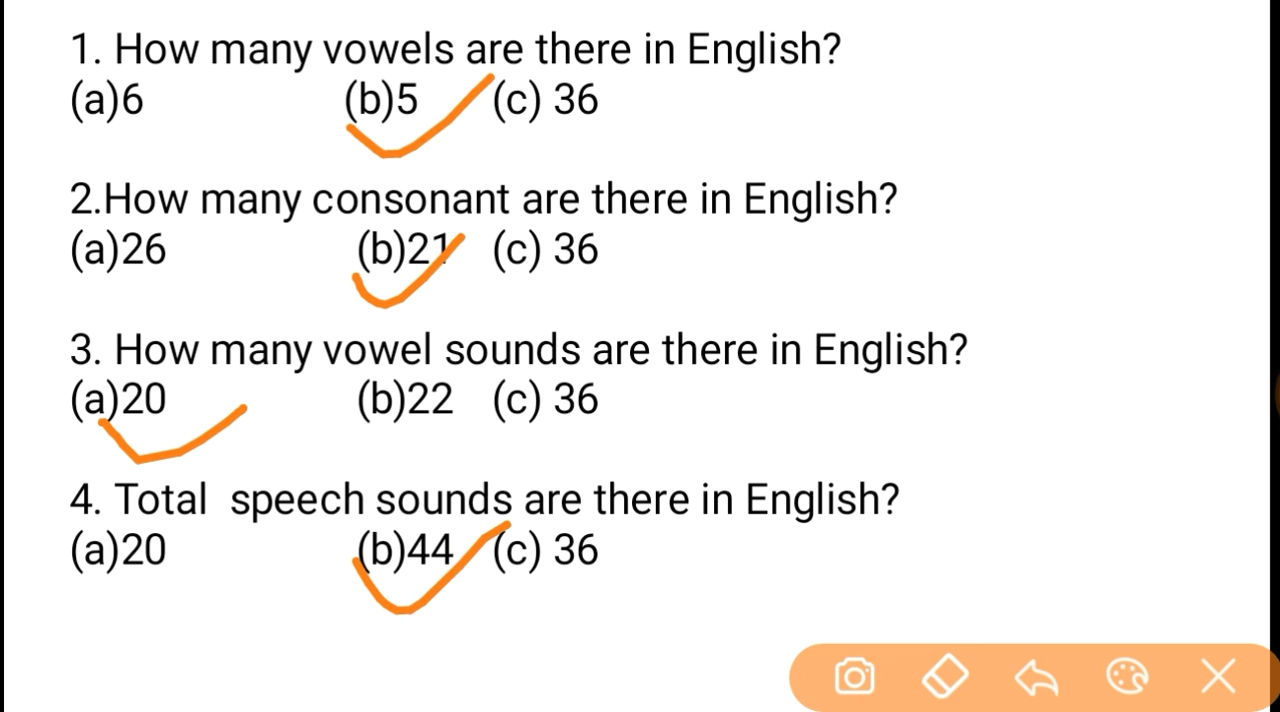 1. How many vowels are there in English?
(a)6 (b)5 (c) 36
2.How many consonant are there in English?
(a)26 (b)21 (c) 36
3. How many vowel sounds are there in English?
(a)20 (b)22 (c) 36
4. Total speech sounds are there in English?
(a)20 (b)44 (c) 36